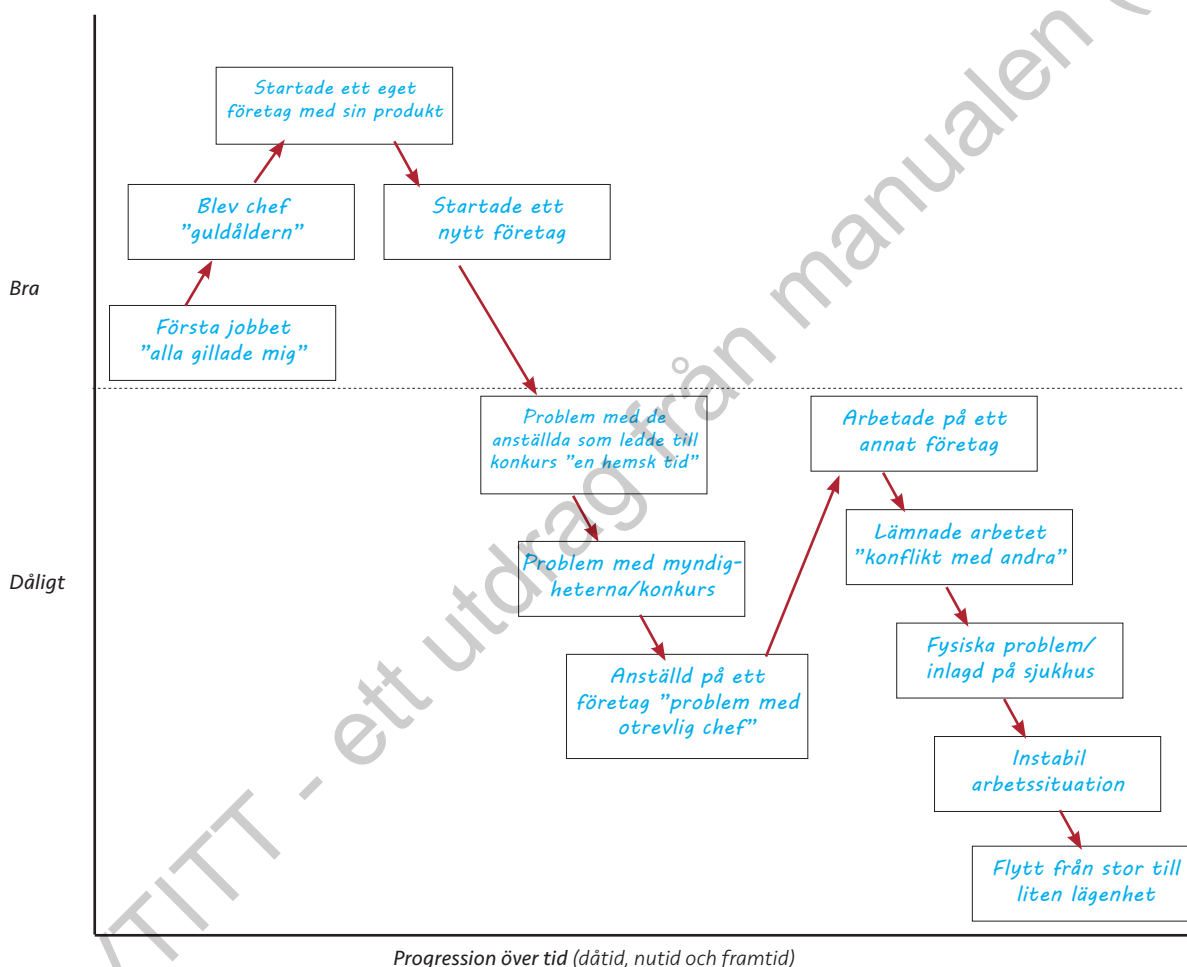 Startade ett eget
företag med sin produkt
Blev chef
”guldåldern”
Startade ett
nytt företag
Bra
Första jobbet
”alla gillade mig”
Problem med de
anställda som ledde till
konkurs ”en hemsk tid”
Arbetade på ett
annat företag
Lämnade arbetet
”konflikt med andra”
Dåligt
Problem med myndig-
heterna/konkurs
Fysiska problem/
inlagd på sjukhus
Anställd på ett
företag ”problem med
otrevlig chef”
Instabil
arbetssituation
Flytt från stor till
liten lägenhet
Progression över tid (dåtid, nutid och framtid)
YTITT - ett utdrag från manualen (